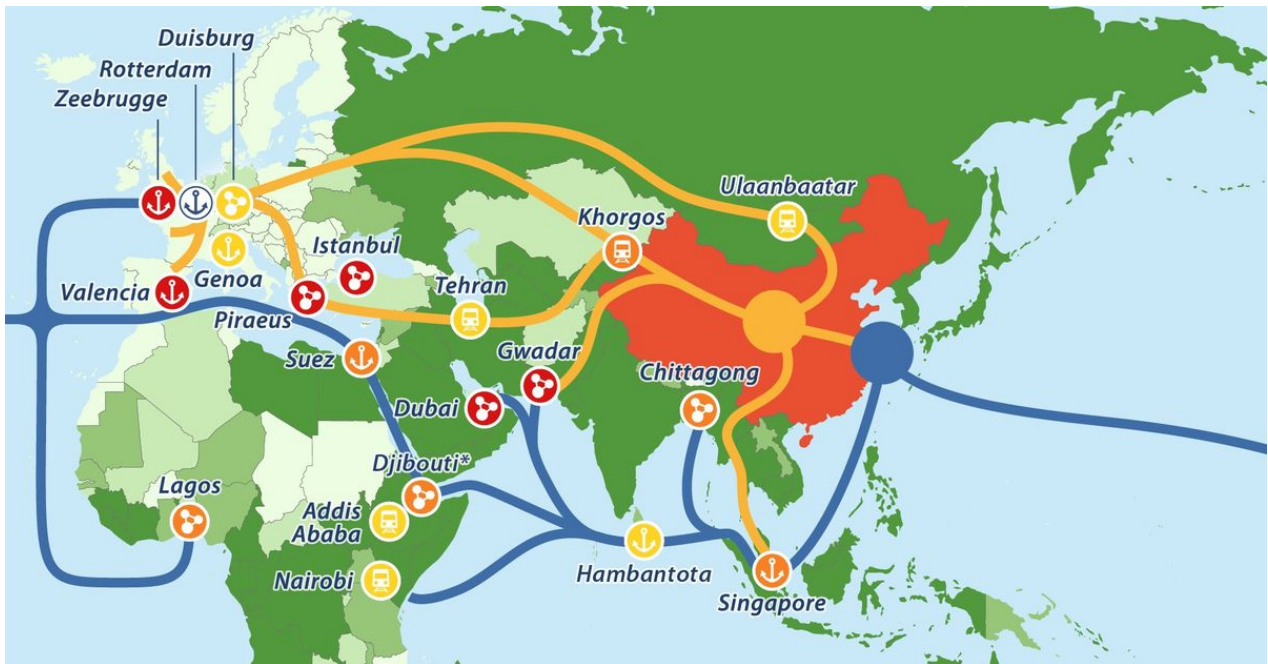 Duisburg
Rotterdam
Zeebrugge
Ulaanbaatar
Khorgos
Istanbul
Genoa
Tehran
Valencia
Piraeus
Suez
Gwadar
Chittagong
Dubai
Djibouti*
Lagos
Addis
Ababa
Nairobi
Hambantota
Singapore